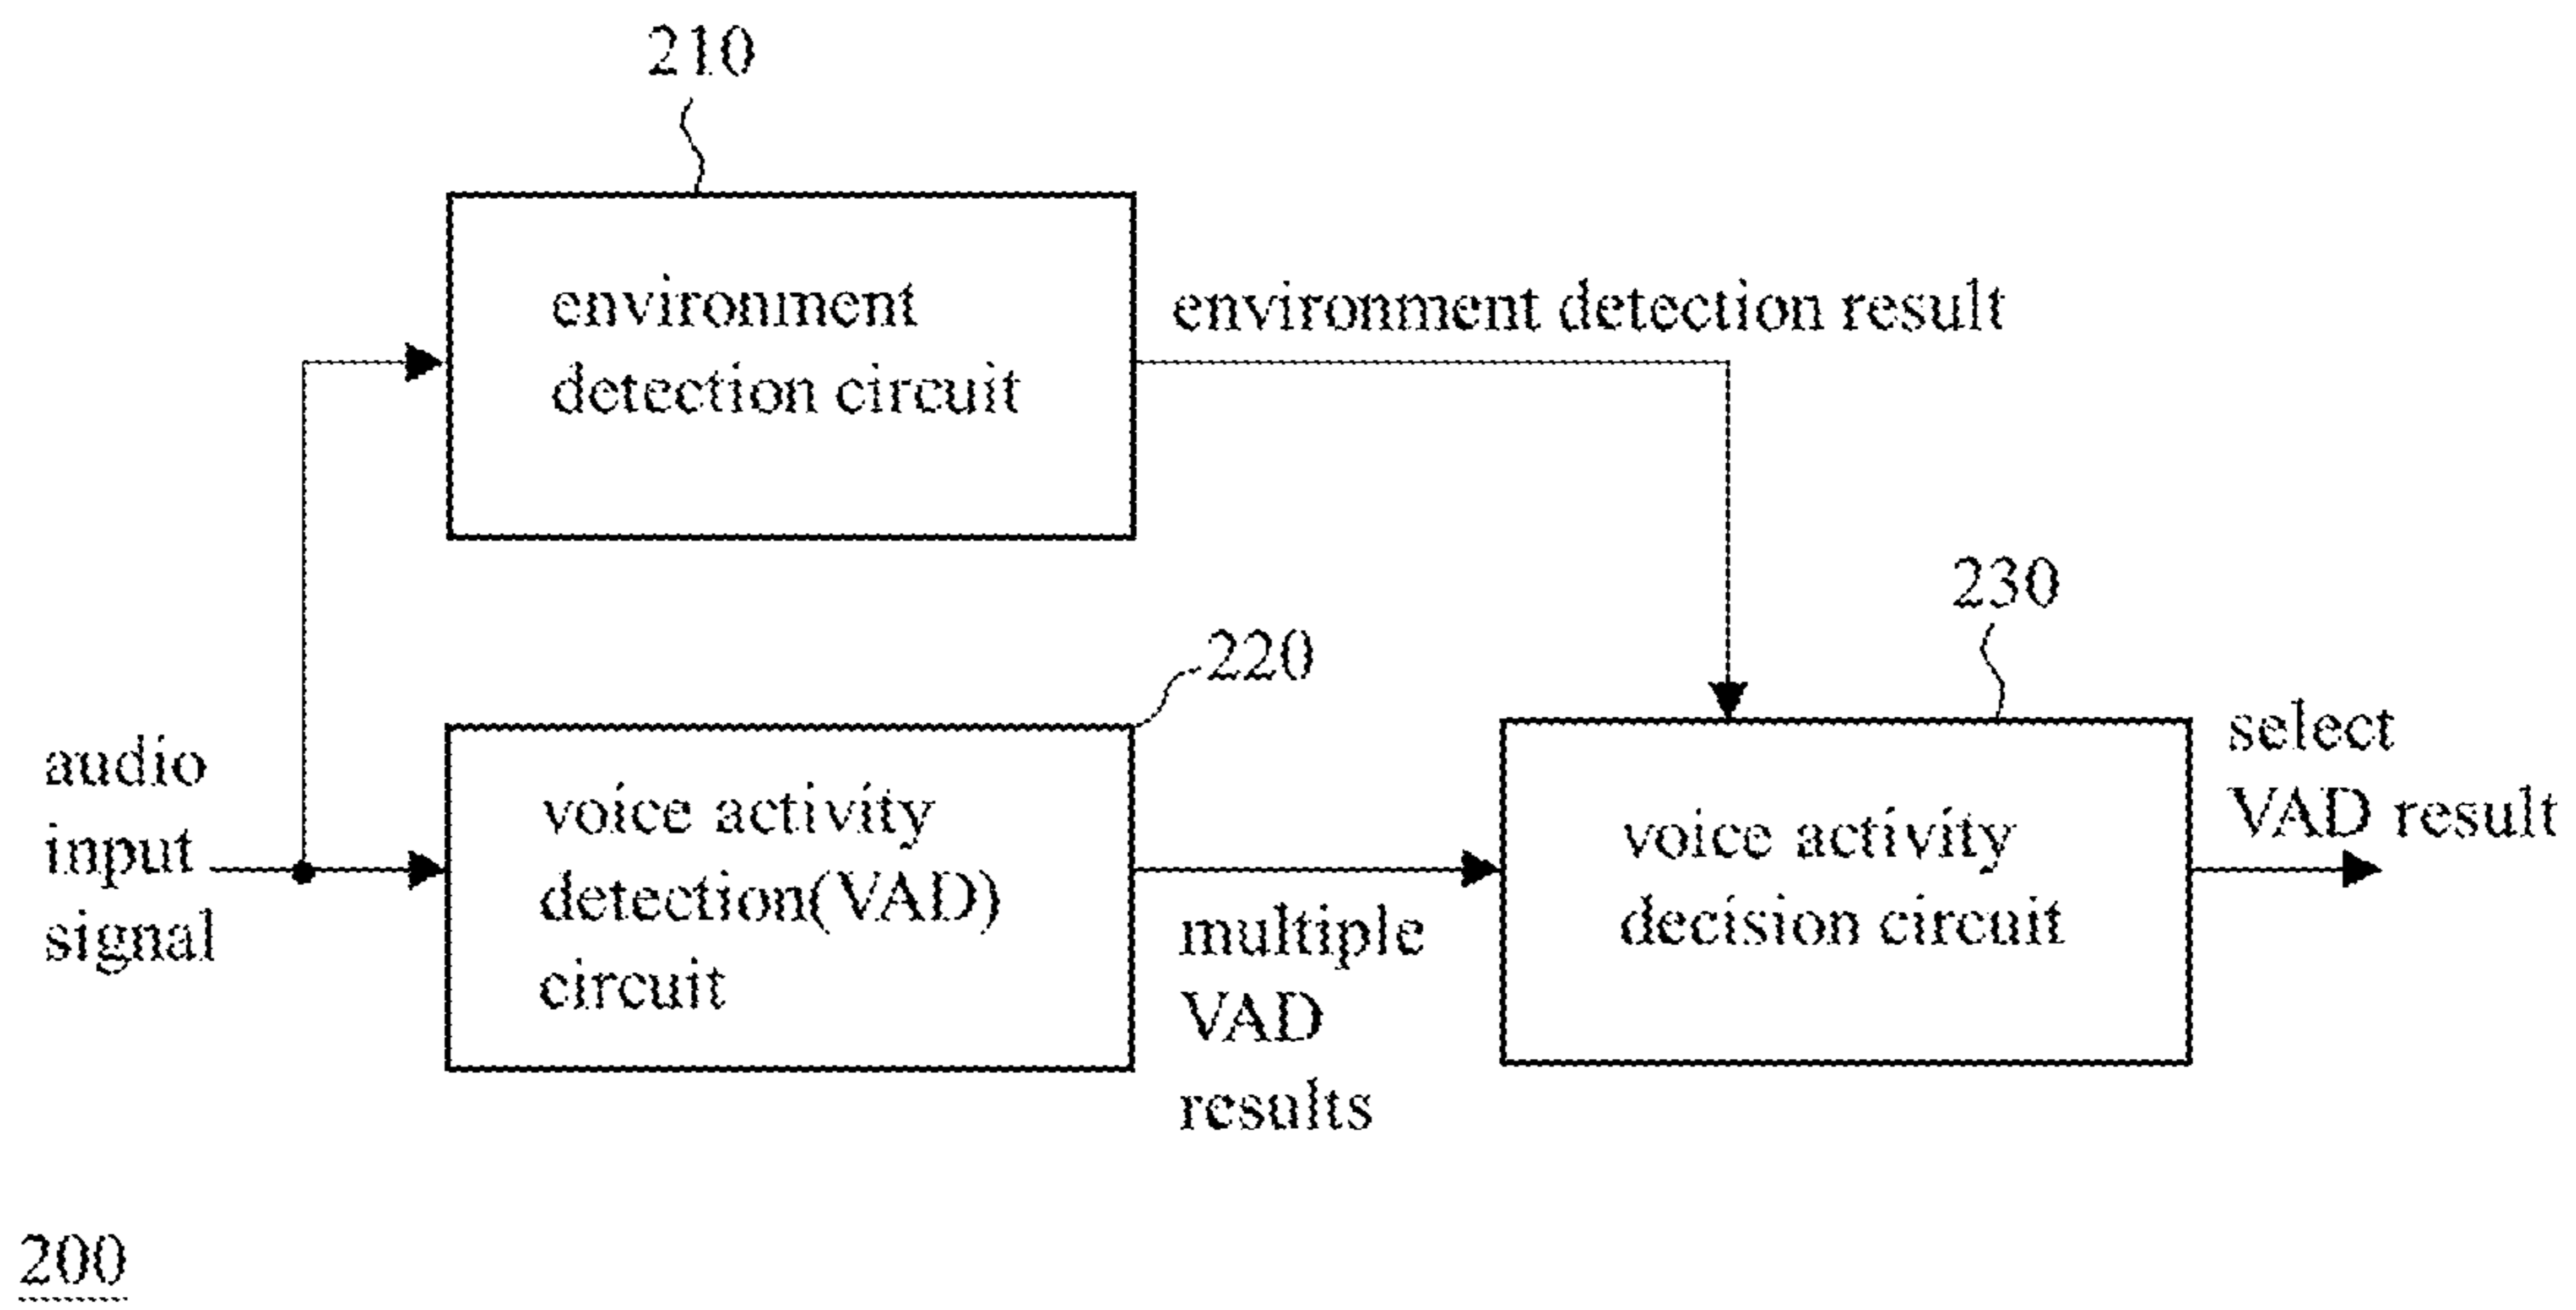 210
environment
detection circuit
environment detection result
230
220
audio
input
signal
voice activity
detection(VAD)
circuit
multiple
VAD
results
voice activity
decision circuit
select
VAD result
200